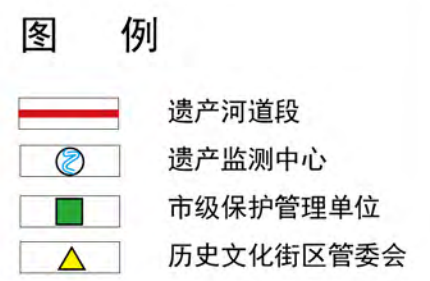 图 例
遗产河道段
遗产监测中心
市级保护管理单位
历史文化街区管委会